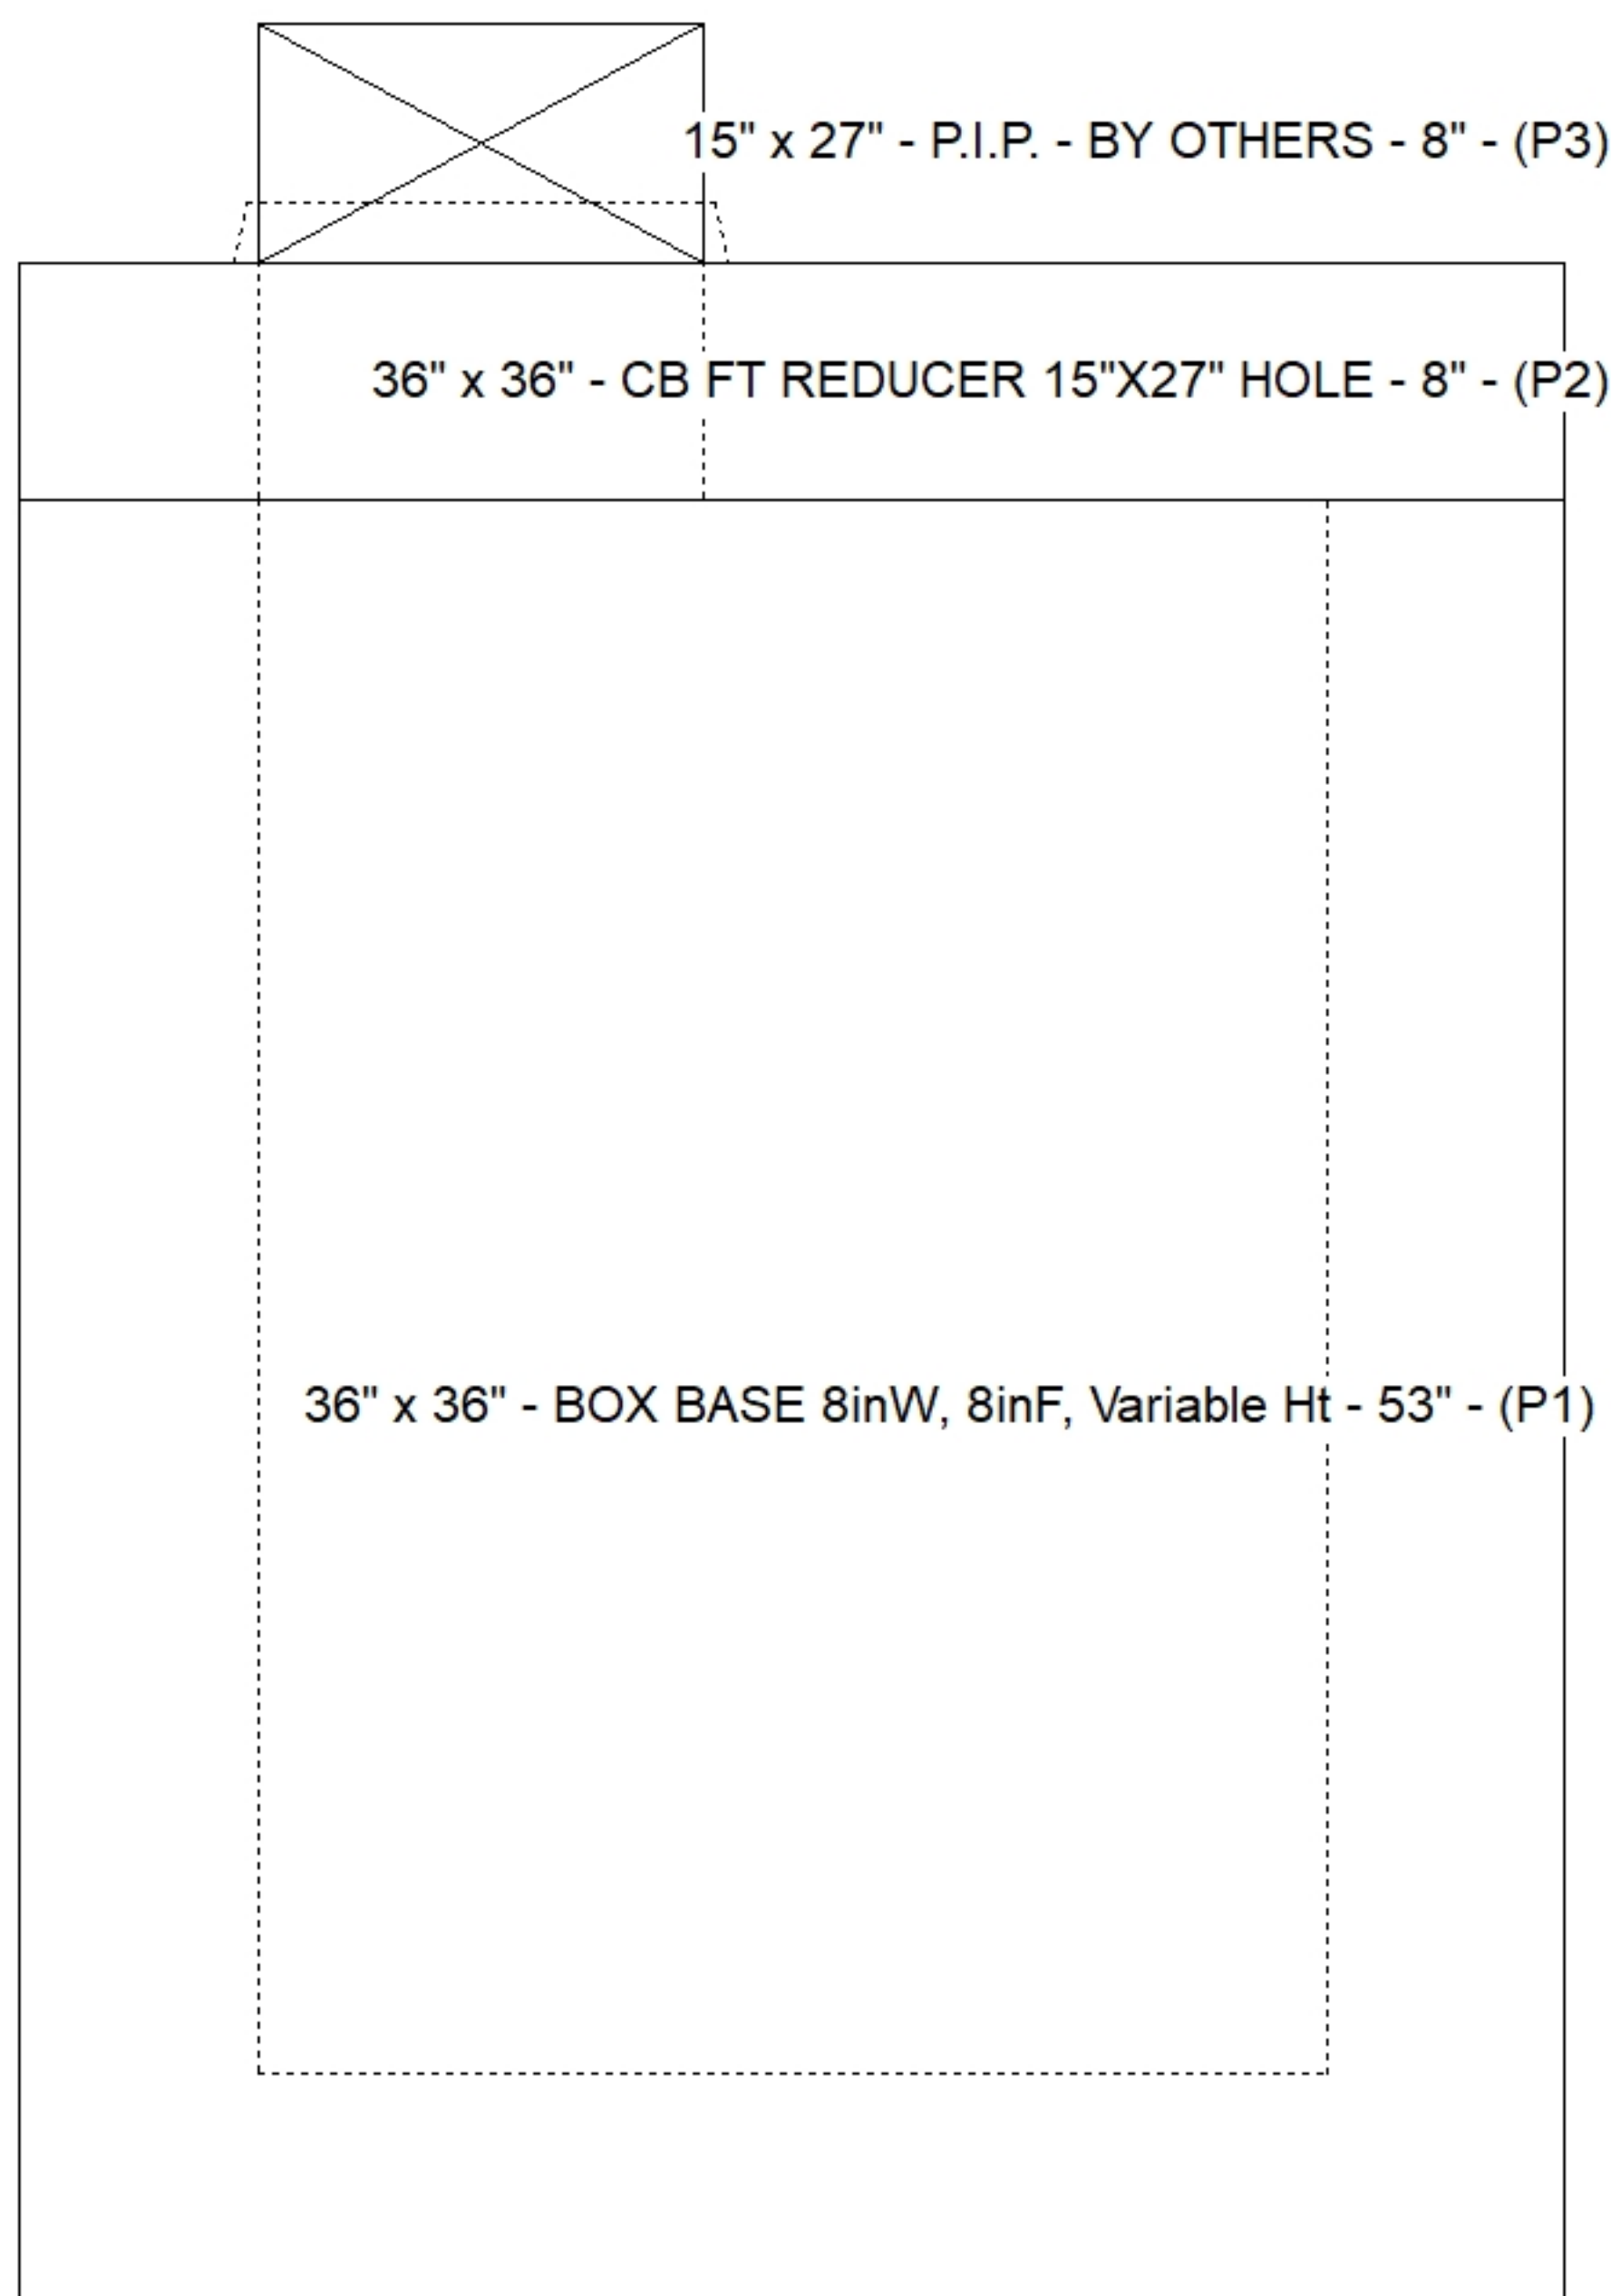 15" x 27" - P.I.P. - BY OTHERS - 8" - (P3)
36" x 36" - CB FT REDUCER 15"X27" HOLE - 8" - (P2)
36" x 36" - BOX BASE 8inW, 8inF, Variable Ht - 53" - (P1)